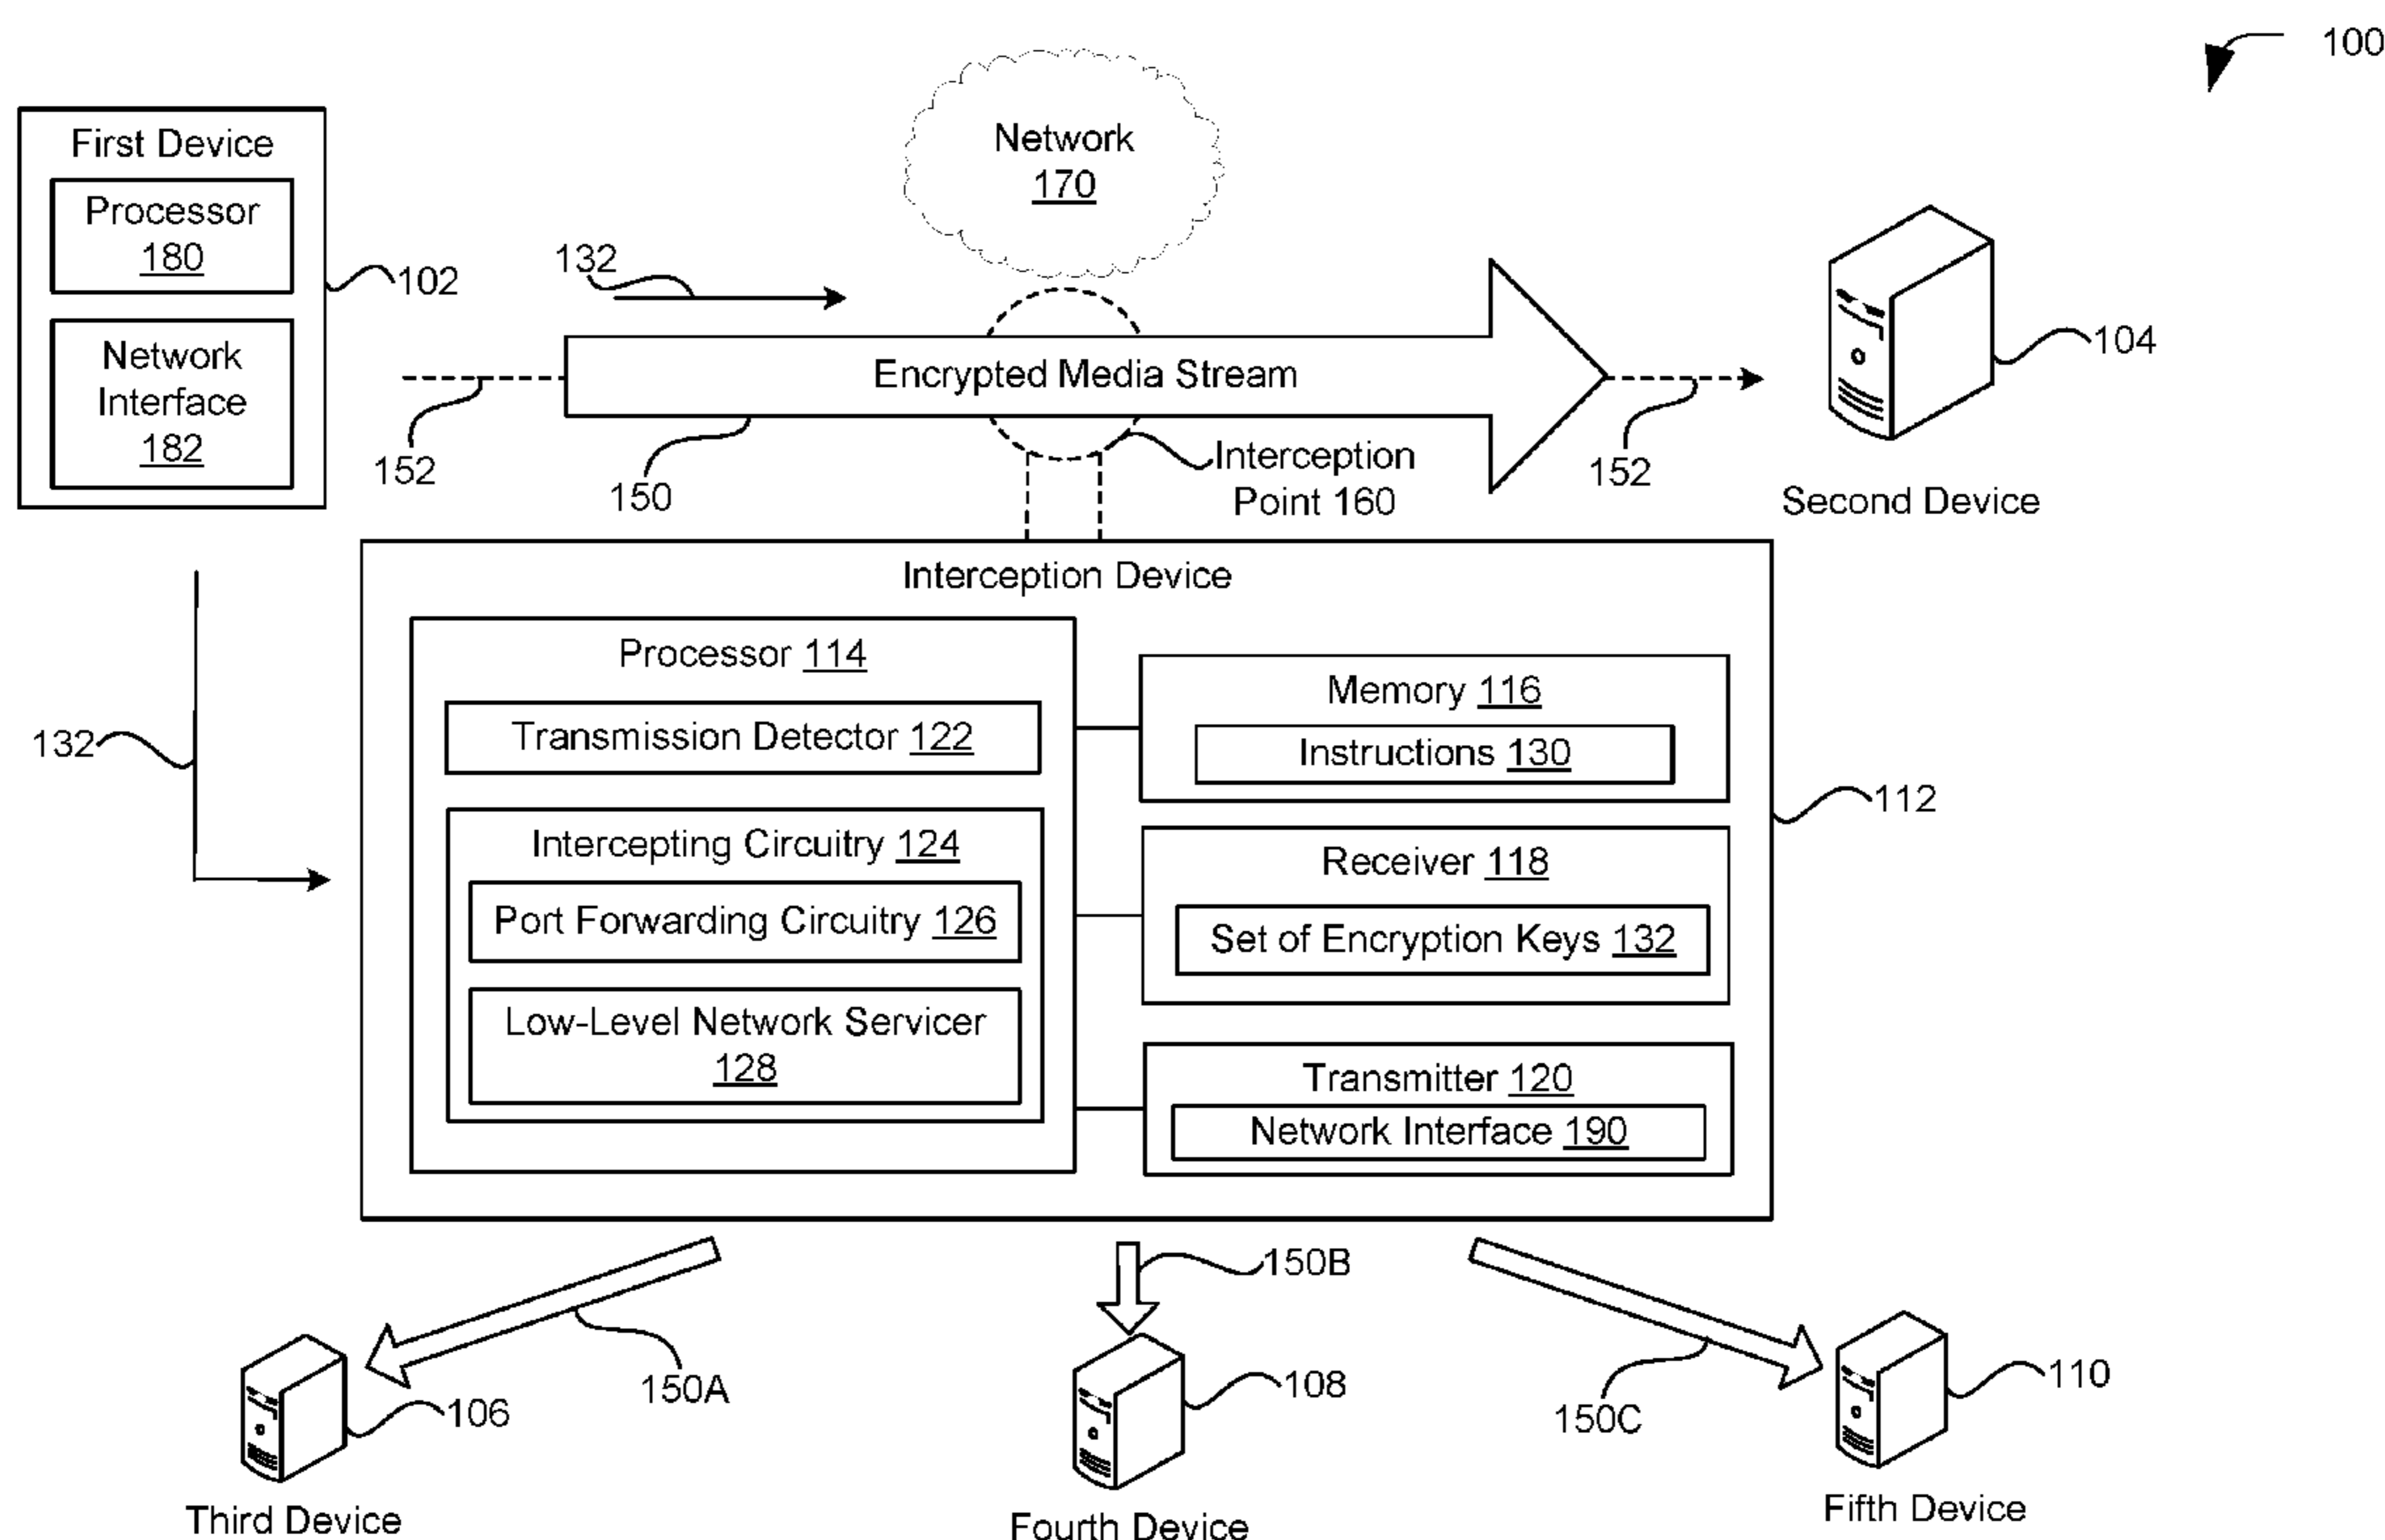 100
First Device
Processor
180
Network
Interface
182
102
Network
170
132
Encrypted Media Stream
152
150
Interception
Point 160
152
104
Second Device
Interception Device
132
Processor 114
Transmission Detector 122
Intercepting Circuitry 124
Port Forwarding Circuitry 126
Low-Level Network Servicer
128
Memory 116
Instructions 130
Receiver 118
Set of Encryption Keys 132
Transmitter 120
Network Interface 190
112
150A
150B
150C
106
Third Device
108
Fourth Device
110
Fifth Device